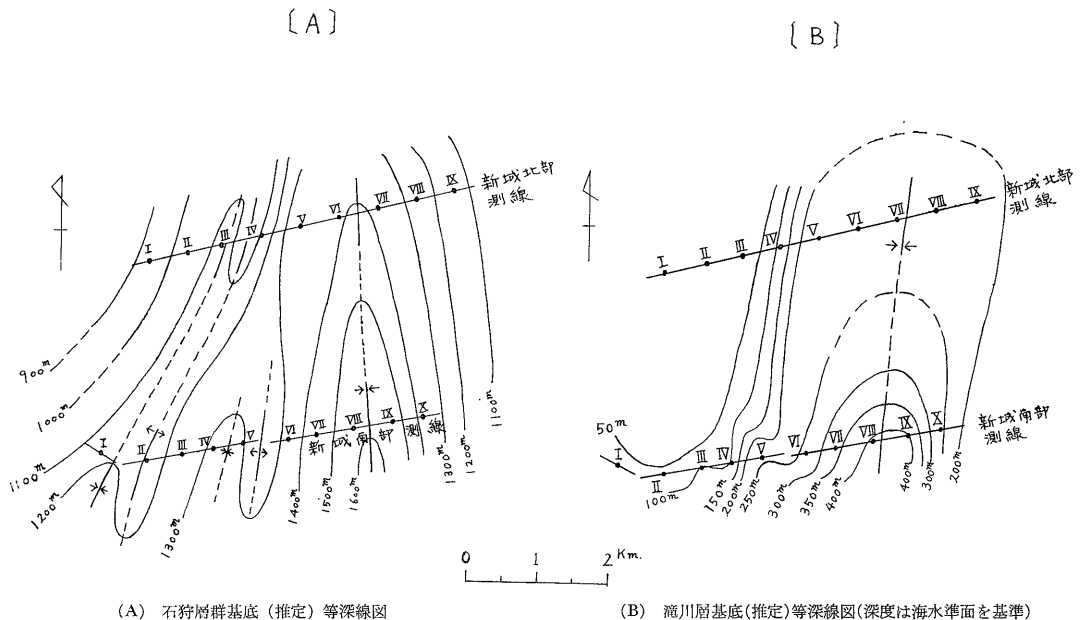 〔A〕
〔B〕
I
II
III
IV
V
VI
VII
VIII
IX
新城北部
測線
I
II
III
IV
V
VI
VII
VIII
IX
X
新城南部測線
900m
1000m
1100m
1200m
1300m
1400m
1500m
1600m
1300m
1200m
1100m
I
II
III
IV
V
VI
VII
VIII
IX
新城北部
測線
I
II
III
IV
V
VI
VII
VIII
IX
X
新城南部
測線
50m
100m
150m
200m
250m
300m
350m
400m
400m
300m
200m
0 1 2 Km.
(A) 石狩層群基底(推定)等深線図
(B) 滝川層基底(推定)等深線図(深度は海水準面を基準)